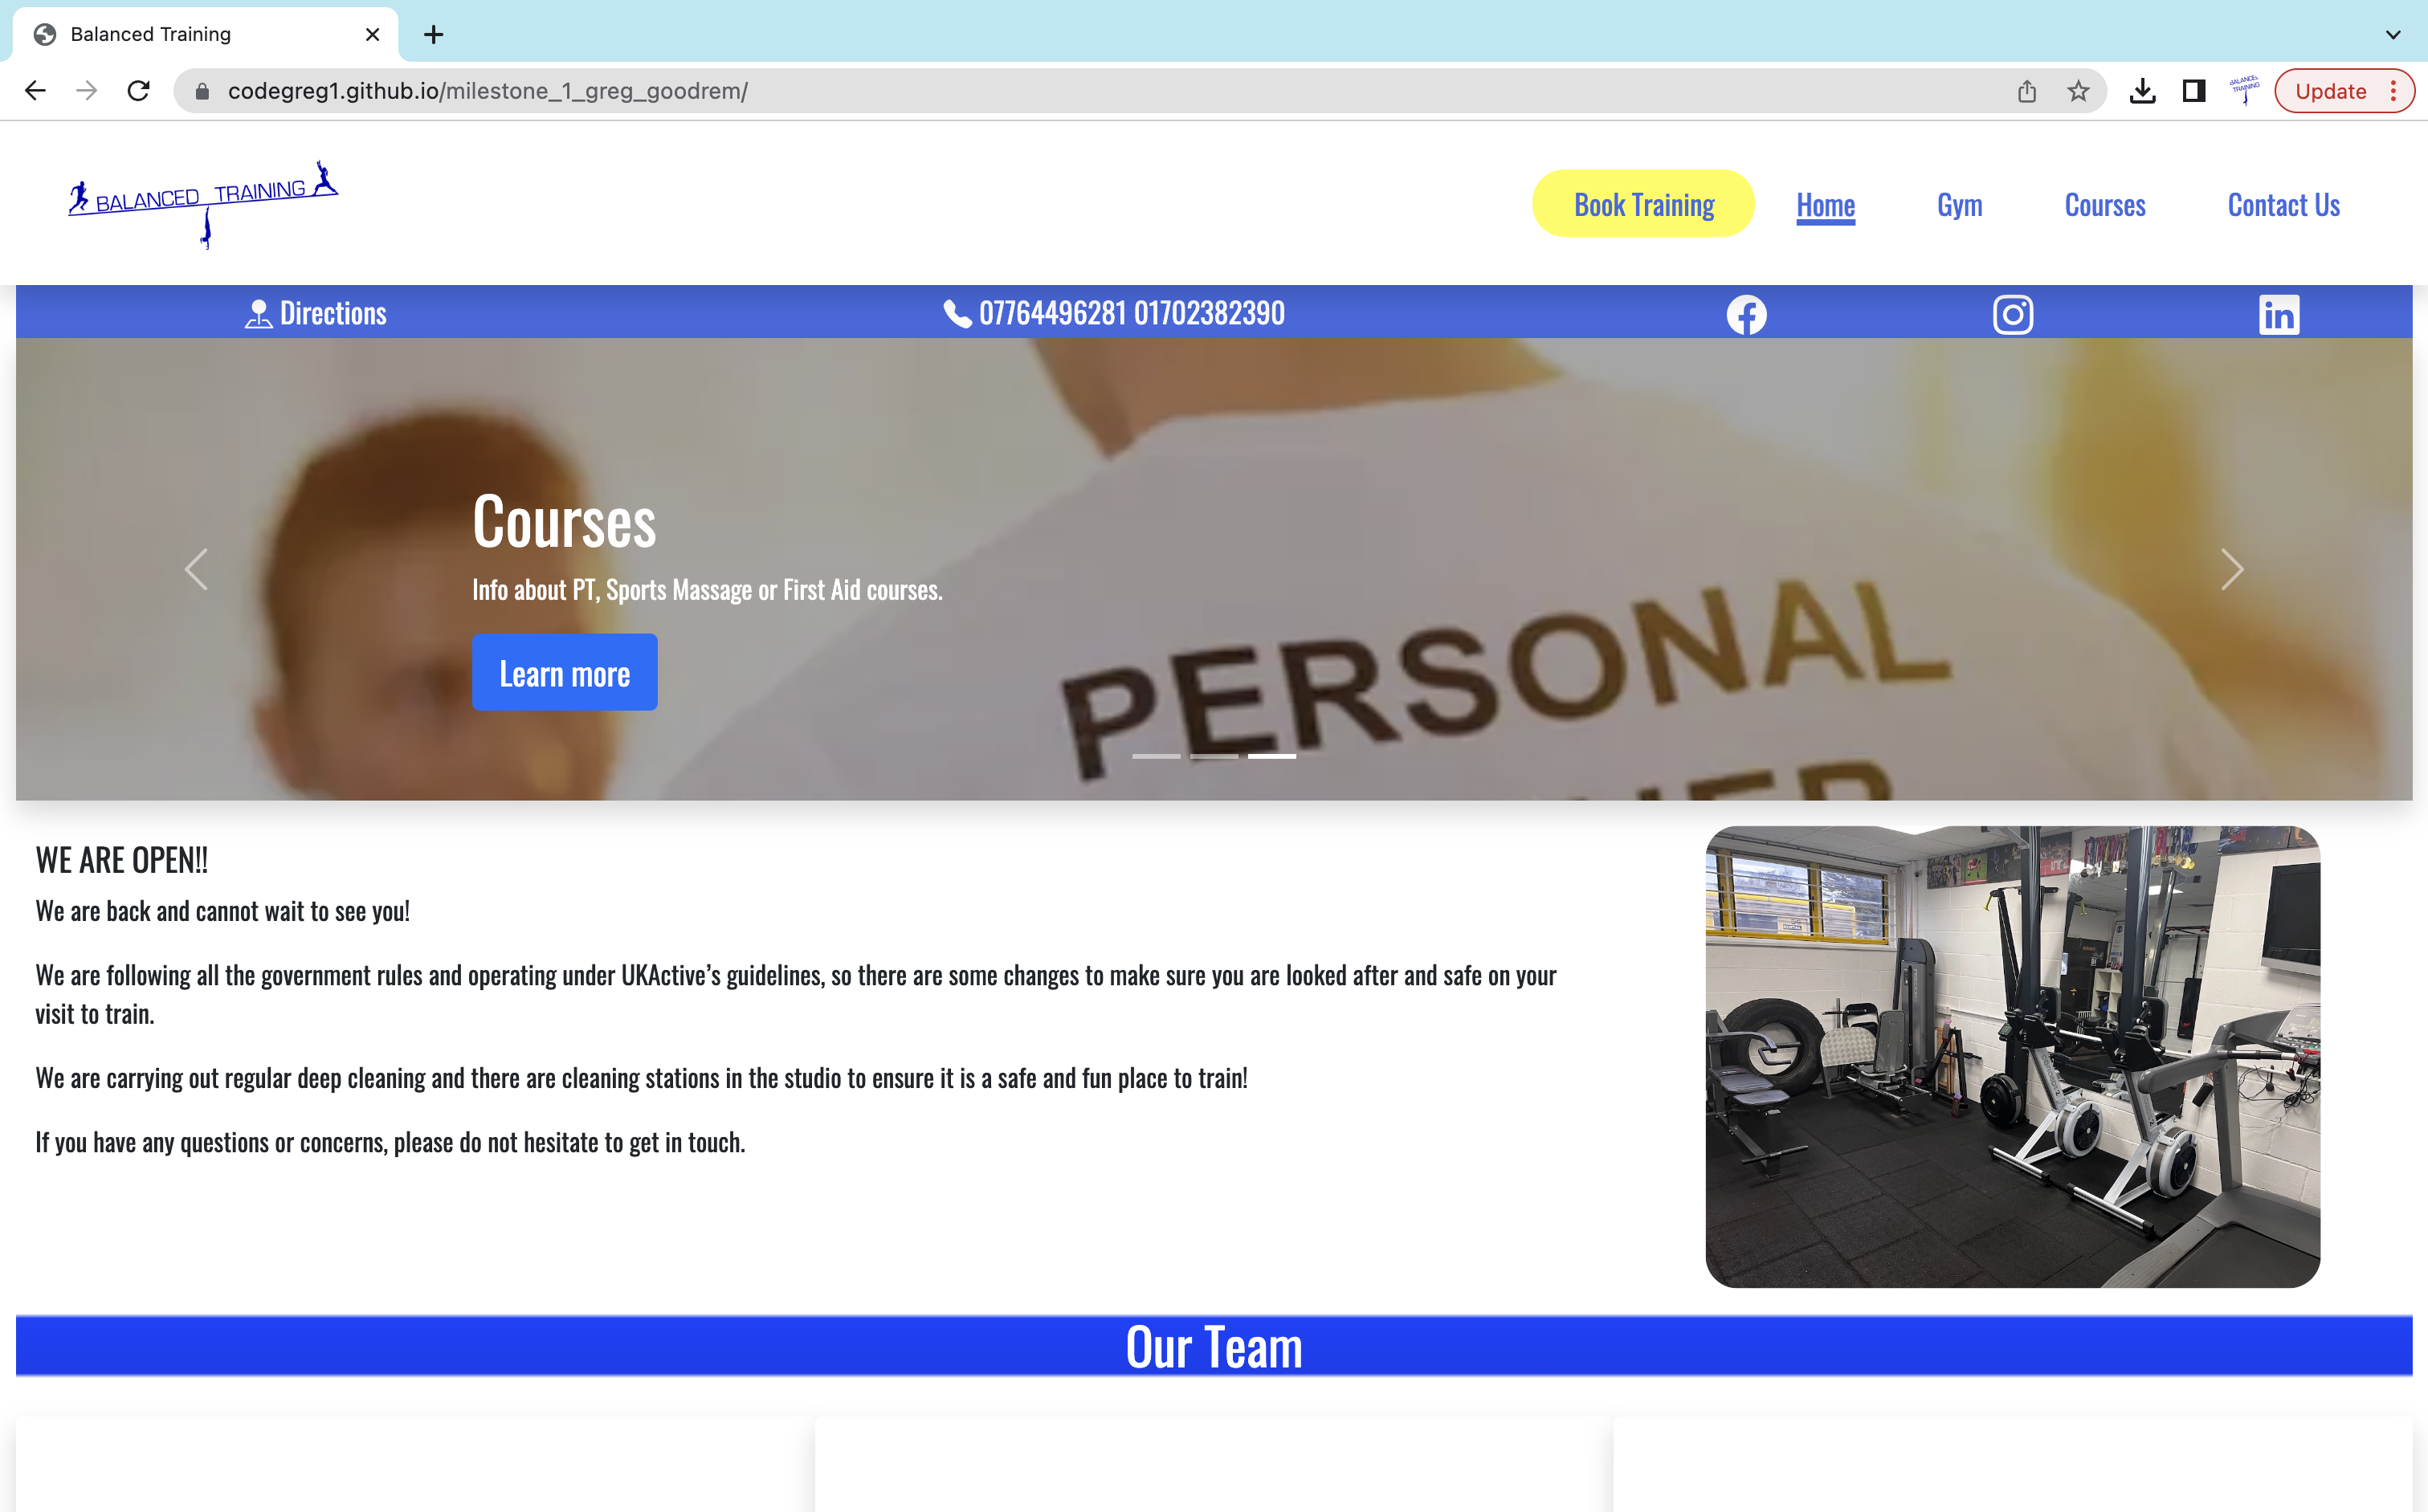 Balanced Training
codegreg1.github.io/milestone_1_greg_goodrem/
Update
BALANCED TRAINING
Book Training
Home
Gym
Courses
Contact Us
Directions
07764496281 01702382390
Courses
Info about PT, Sports Massage or First Aid courses.
Learn more
PERSONAL
WE ARE OPEN!!
We are back and cannot wait to see you!
We are following all the government rules and operating under UKActive’s guidelines, so there are some changes to make sure you are looked after and safe on your
visit to train.
We are carrying out regular deep cleaning and there are cleaning stations in the studio to ensure it is a safe and fun place to train!
If you have any questions or concerns, please do not hesitate to get in touch.
Our Team